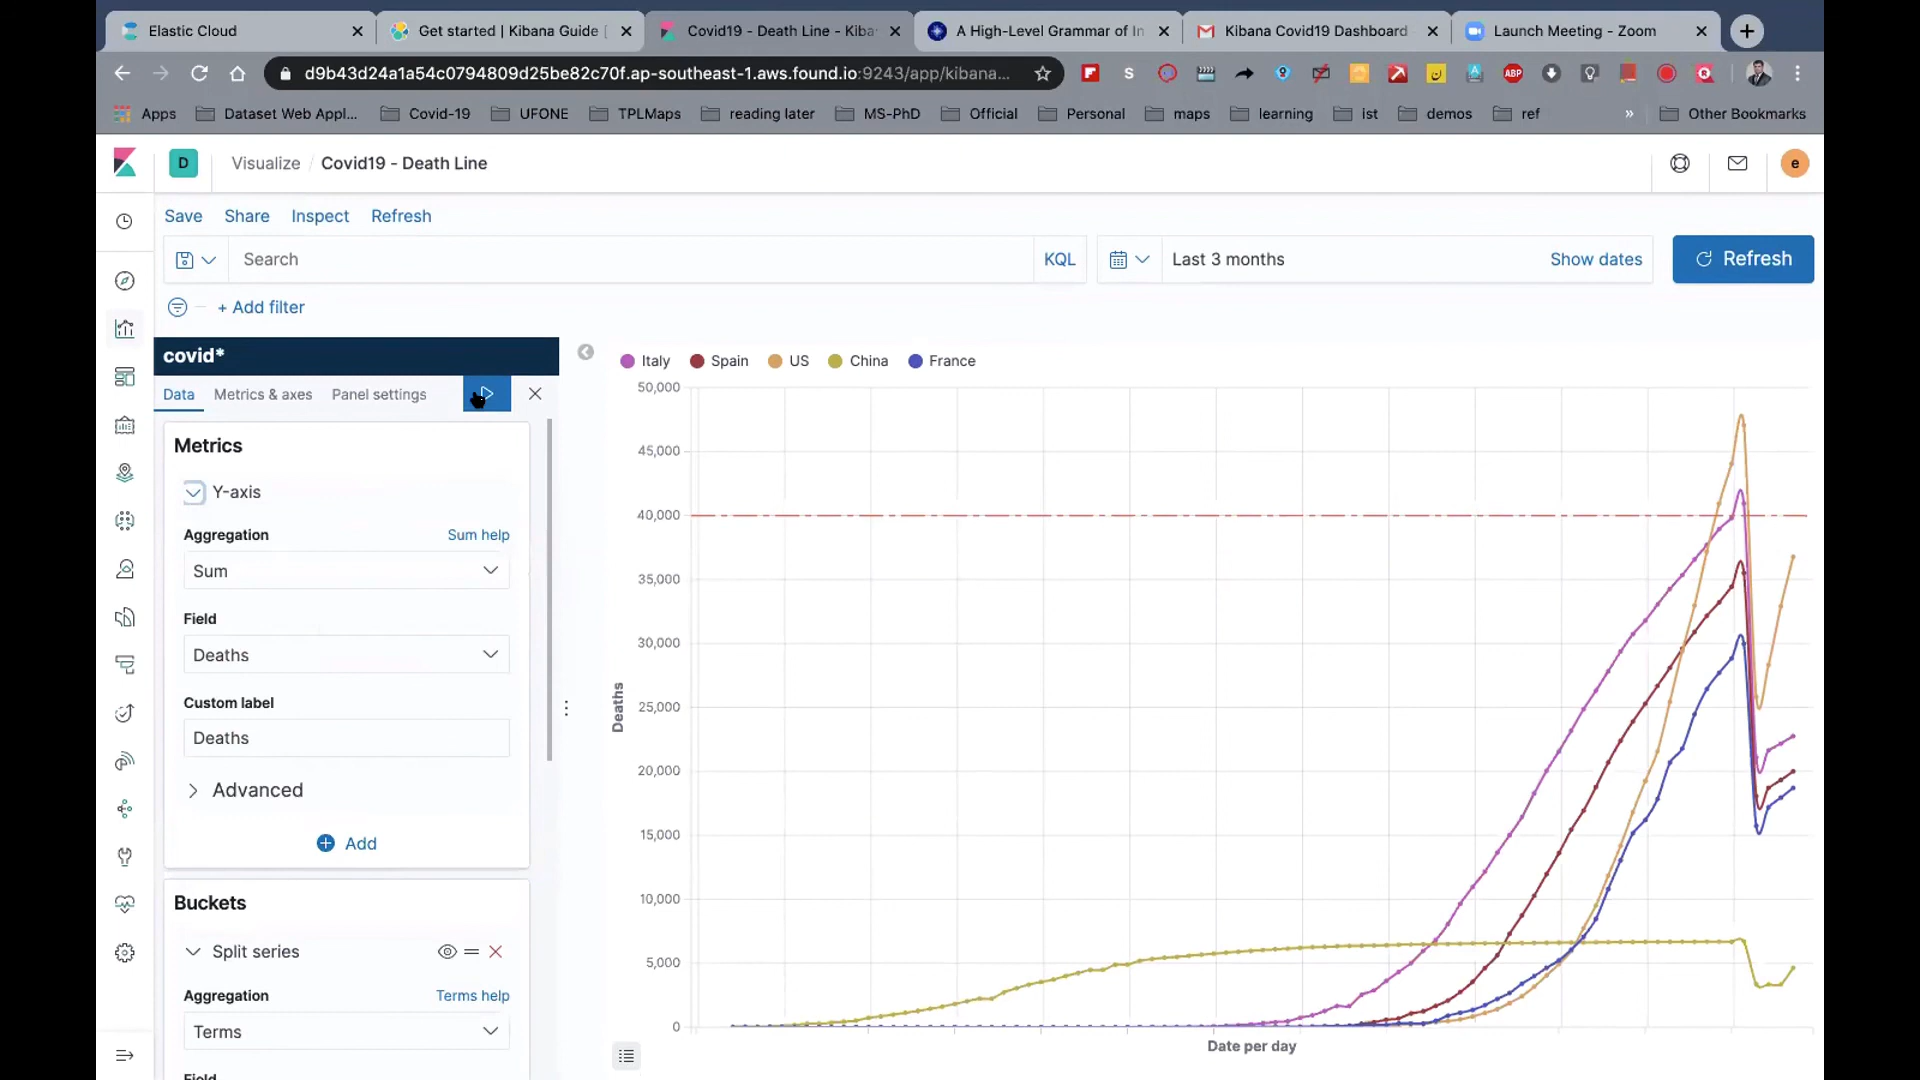 Elastic Cloud
Get started | Kibana Guide [
Covid19 - Death Line - Kiba
A High-Level Grammar of In
Kibana Covid19 Dashboard
Launch Meeting - Zoom
d9b43d24a1a54c0794809d25be82c70f.ap-southeast-1.aws.found.io:9243/app/kibana...
S
ABP
Apps
Dataset Web Appl...
Covid-19
UFONE
TPLMaps
reading later
MS-PhD
Official
Personal
maps
learning
ist
demos
ref
»
Other Bookmarks
D
Visualize / Covid19 - Death Line
e
Save
Share
Inspect
Refresh
Search
KQL
Last 3 months
Show dates
Refresh
+ Add filter
covid*
Data
Metrics & axes
Panel settings
Metrics
Y-axis
Aggregation
Sum help
Sum
Field
Deaths
Custom label
Deaths
Advanced
Add
Buckets
Split series
Aggregation
Terms help
Terms
Field
Italy
Spain
US
China
France
50,000
45,000
40,000
35,000
30,000
25,000
20,000
15,000
10,000
5,000
0
Deaths
Date per day